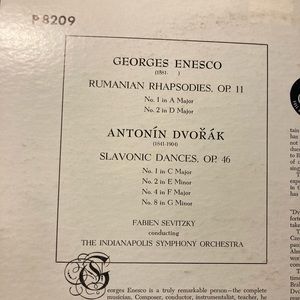 P8209
GEORGES ENESCO
(1881- )
RUMANIAN RHAPSODIES, OP. 11
No. 1 in A Major
No. 2 in D Major
ANTONÍN DVOŘÁK
(1841-1904)
SLAVONIC DANCES, OP. 46
No. 1 in C Major
No. 2 in E Minor
No. 4 in F Major
No. 8 in G Minor
FABIEN SEVITZKY
conducting
THE INDIANAPOLIS SYMPHONY ORCHESTRA
Georges Enesco is a truly remarkable person—the complete
musician. Composer, conductor, instrumentalist, teacher, he